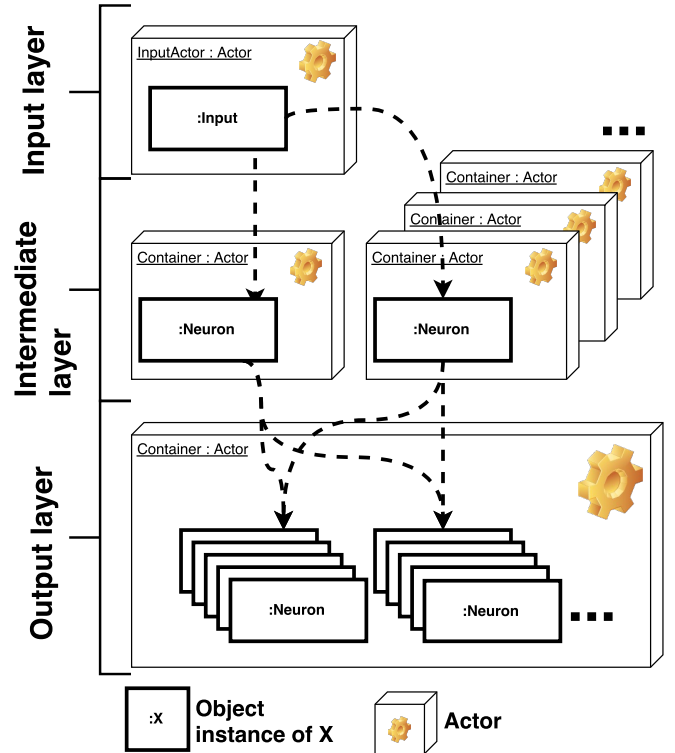 Input layer
InputActor : Actor
:Input
Container : Actor
Container : Actor
Intermediate
layer
Container : Actor
Container : Actor
:Neuron
:Neuron
Output layer
Container : Actor
:Neuron
:Neuron
:X
Object
instance of X
Actor